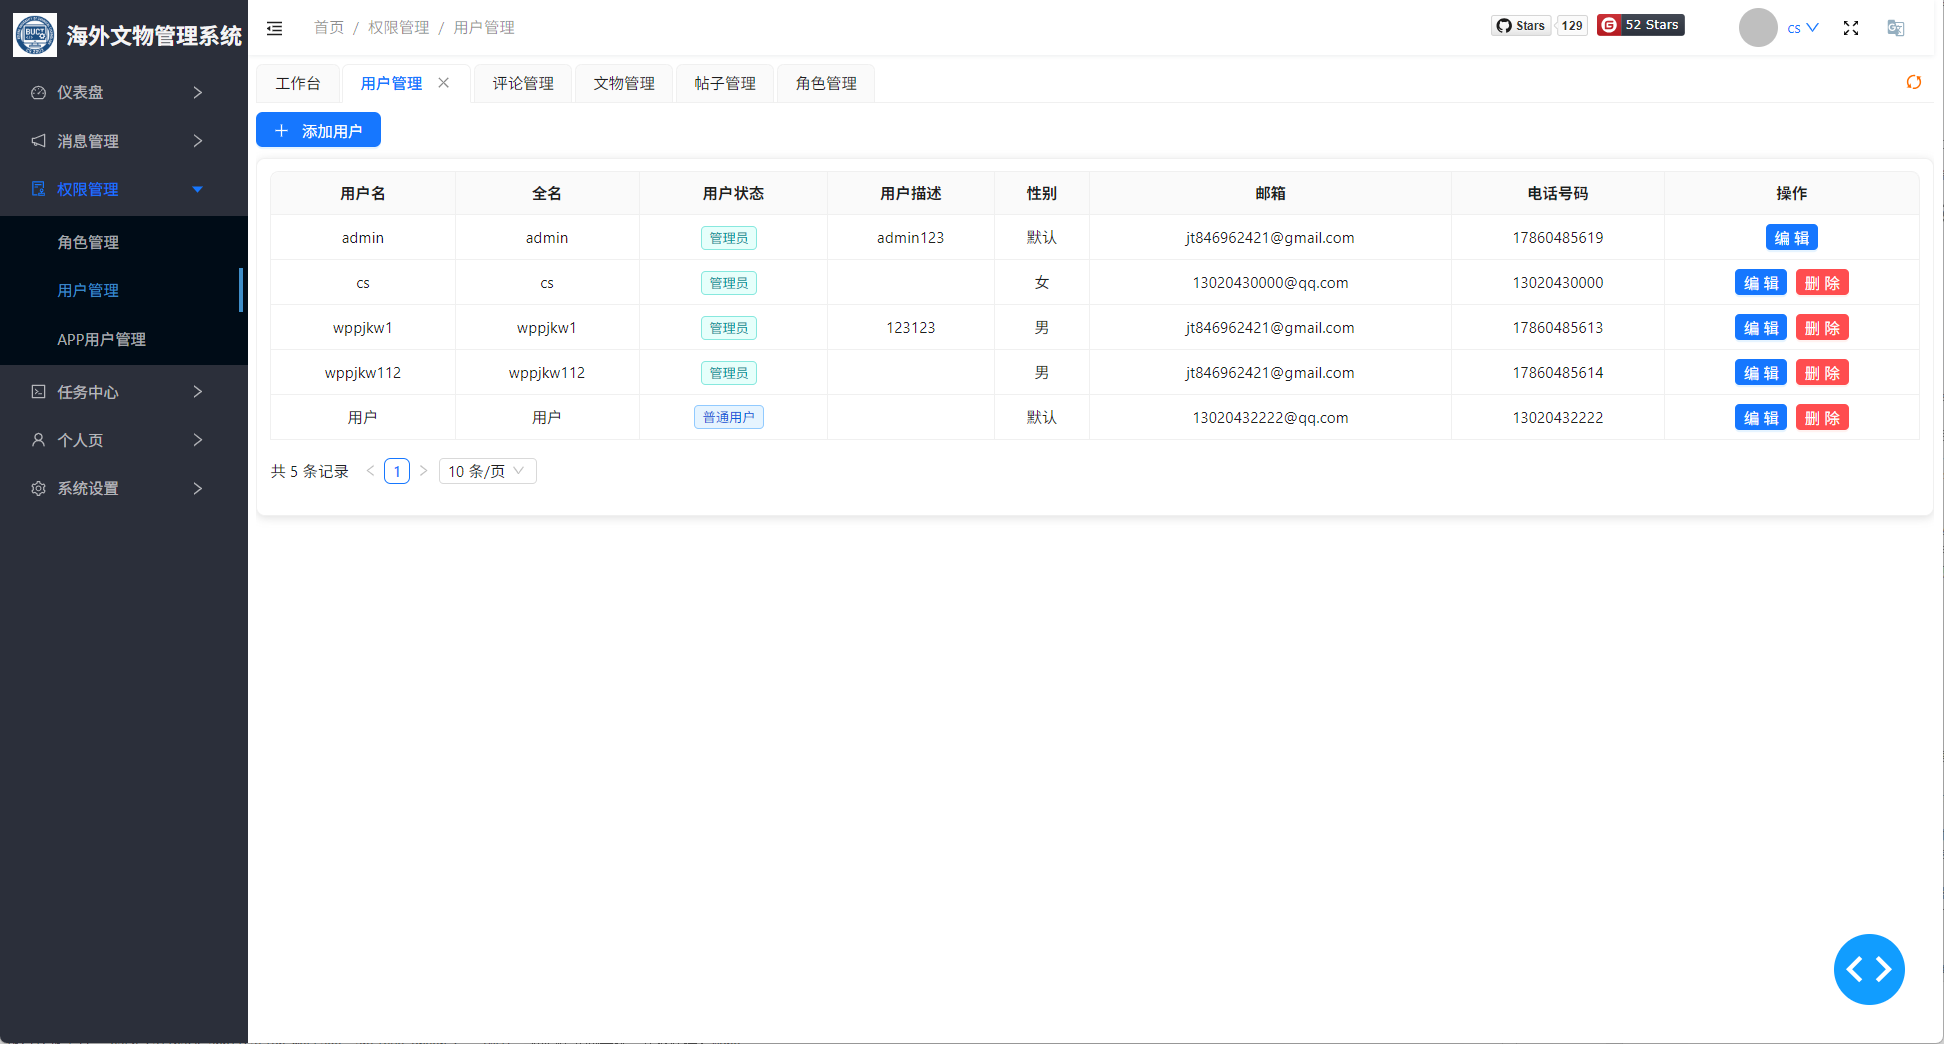 BUCT
海外文物管理系统
仪表盘
消息管理
权限管理
角色管理
用户管理
APP用户管理
任务中心
个人页
系统设置
首页 / 权限管理 / 用户管理
Stars 129
G 52 Stars
cs
工作台 用户管理 评论管理 文物管理 帖子管理 角色管理
添加用户
用户名 全名 用户状态 用户描述 性别 邮箱 电话号码 操作
admin admin 管理员 admin123 默认 jt846962421@gmail.com 17860485619 编 辑
cs cs 管理员 女 13020430000@qq.com 13020430000 编 辑 删 除
wppjkw1 wppjkw1 管理员 123123 男 jt846962421@gmail.com 17860485613 编 辑 删 除
wppjkw112 wppjkw112 管理员 男 jt846962421@gmail.com 17860485614 编 辑 删 除
用户 用户 普通用户 默认 13020432222@qq.com 13020432222 编 辑 删 除
共 5 条记录 < 1 > 10 条/页